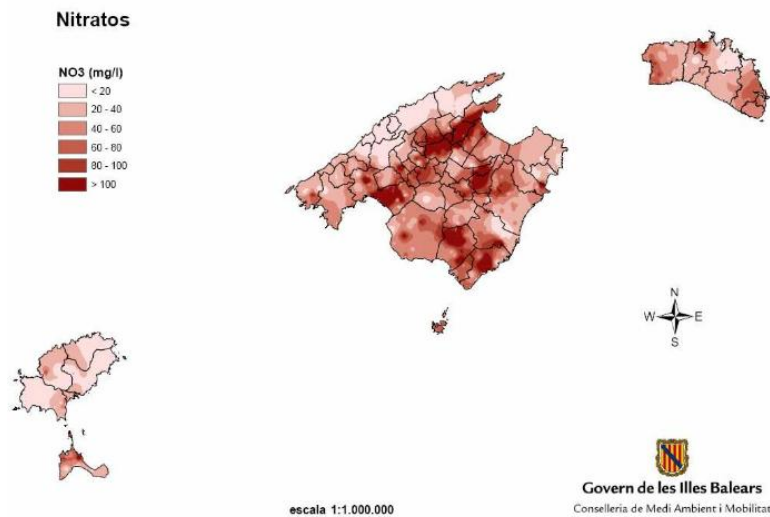 Nitratos
NO3 (mg/l)
< 20
20 - 40
40 - 60
60 - 80
80 - 100
> 100
N
W E
S
Govern de les Illes Balears
Conselleria de Medi Ambient i Mobilitat
escala 1:1.000.000